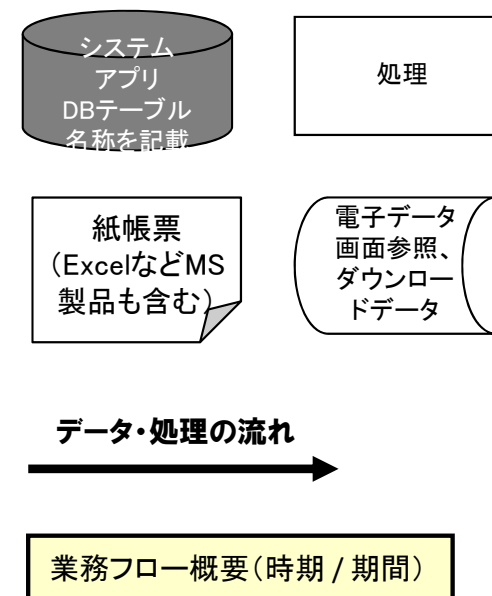 システム
アプリ
DBテーブル
名称を記載
処理
紙帳票
（ExcelなどMS
製品も含む）
電子データ
画面参照、
ダウンロー
ドデータ
データ・処理の流れ
業務フロー概要（時期 / 期間）